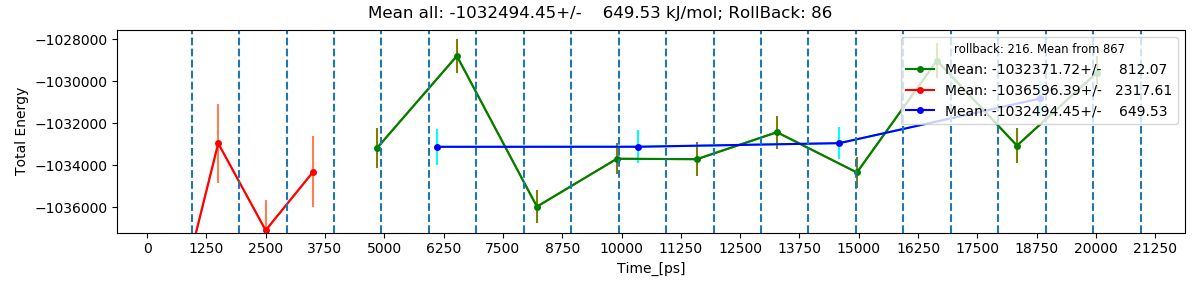 Mean all: -1032494.45+/-    649.53 kJ/mol; RollBack: 86
Total Energy
−1028000
−1030000
−1032000
−1034000
−1036000
rollback: 216. Mean from 867
Mean: -1032371.72+/-    812.07
Mean: -1036596.39+/-   2317.61
Mean: -1032494.45+/-    649.53
0 1250 2500 3750 5000 6250 7500 8750 10000 11250 12500 13750 15000 16250 17500 18750 20000 21250
Time_[ps]